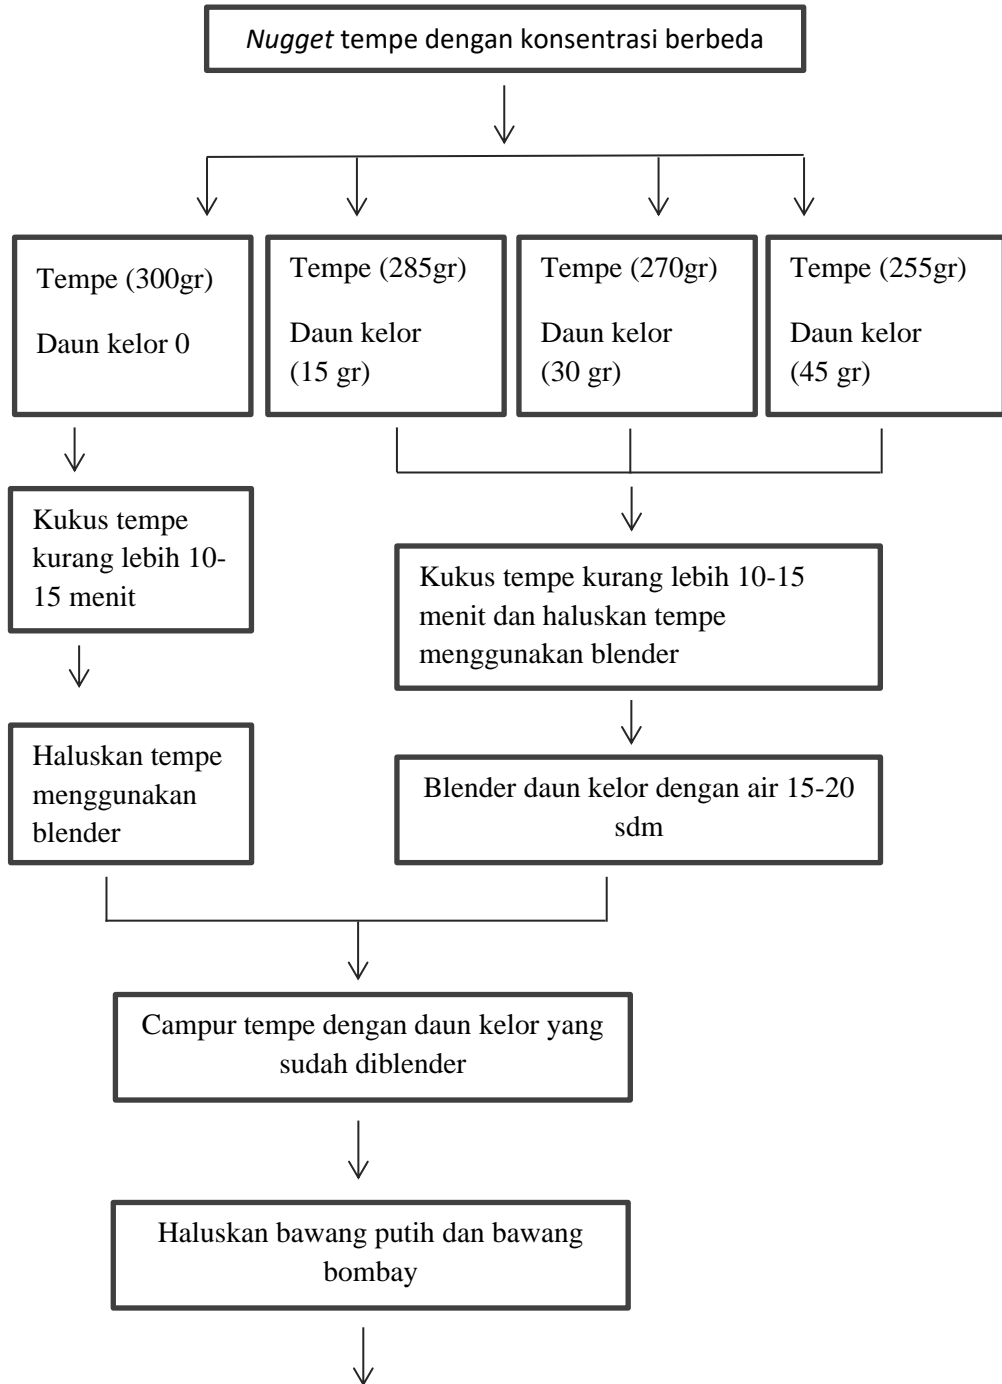 Nugget tempe dengan konsentrasi berbeda
Tempe (300gr)
Daun kelor 0
Tempe (285gr)
Daun kelor
(15 gr)
Tempe (270gr)
Daun kelor
(30 gr)
Tempe (255gr)
Daun kelor
(45 gr)
Kukus tempe
kurang lebih 10-
15 menit
Kukus tempe kurang lebih 10-15
menit dan haluskan tempe
menggunakan blender
Haluskan tempe
menggunakan
blender
Blender daun kelor dengan air 15-20
sdm
Campur tempe dengan daun kelor yang
sudah diblender
Haluskan bawang putih dan bawang
bombay